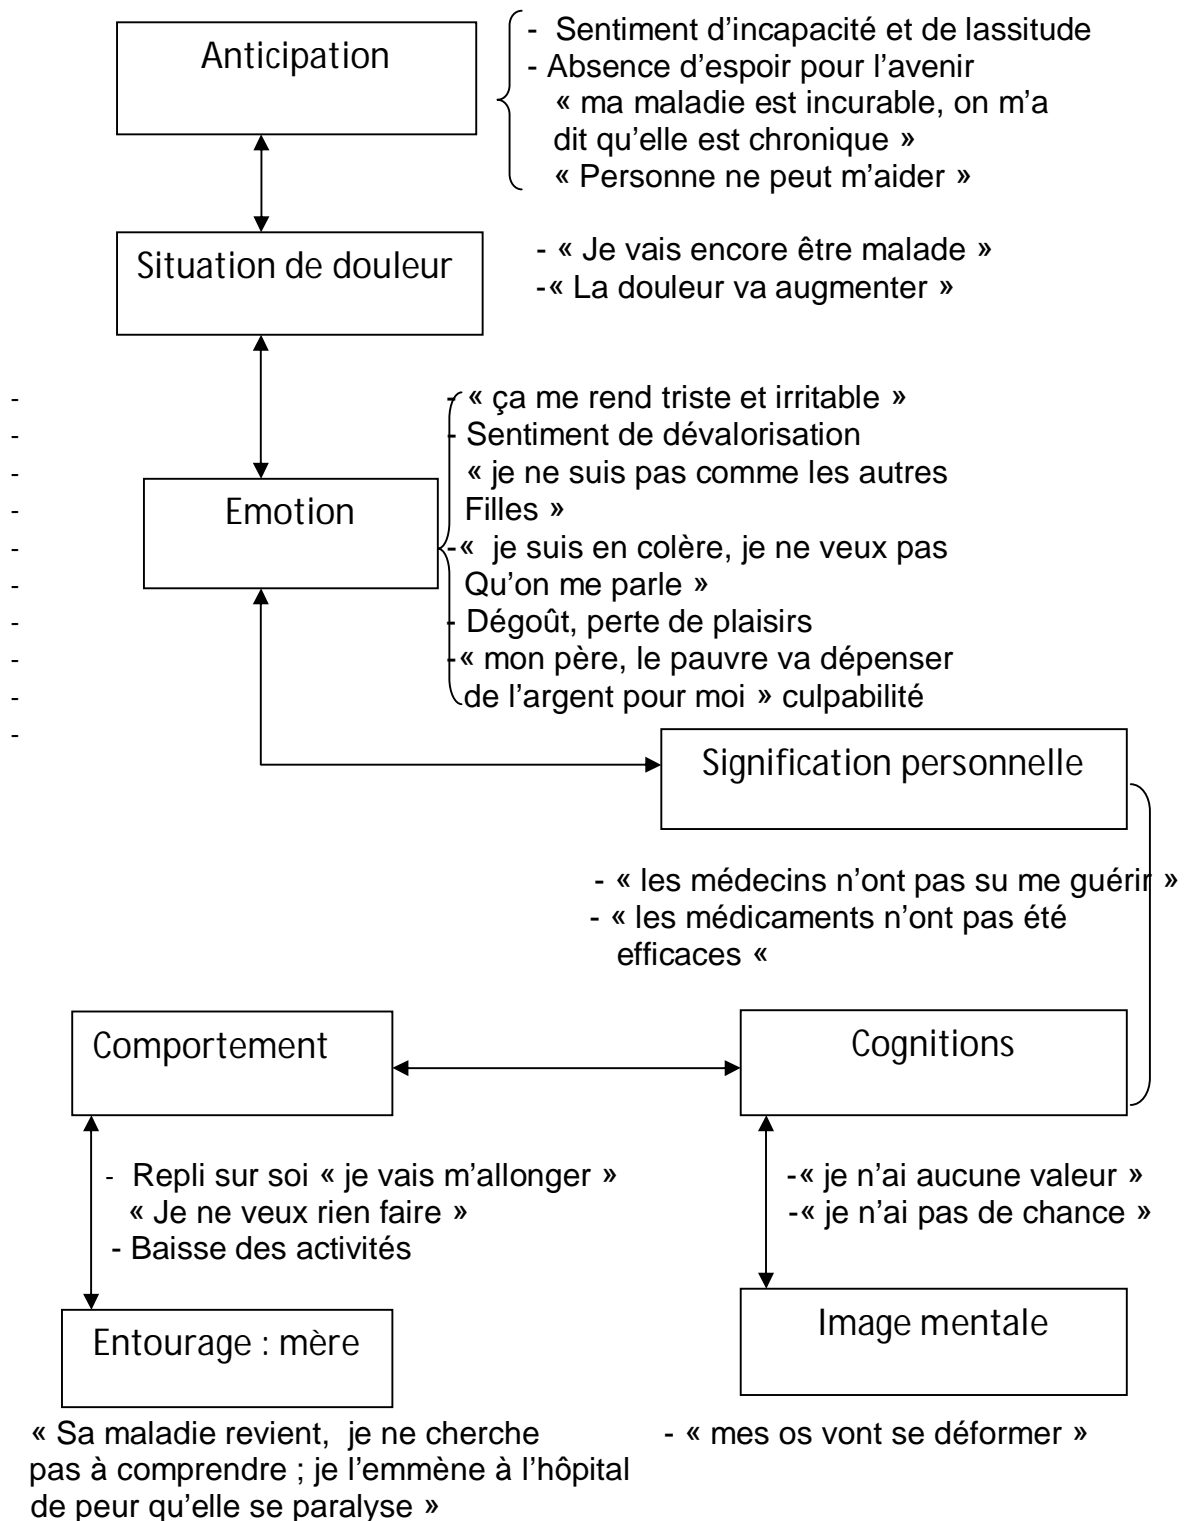 Anticipation
- Sentiment d’incapacité et de lassitude
- Absence d’espoir pour l’avenir
« ma maladie est incurable, on m’a
dit qu’elle est chronique »
« Personne ne peut m’aider »
Situation de douleur
- « Je vais encore être malade »
-« La douleur va augmenter »
- « ça me rend triste et irritable »
- Sentiment de dévalorisation
« je ne suis pas comme les autres
Filles »
Emotion
-« je suis en colère, je ne veux pas
Qu’on me parle »
- Dégoût, perte de plaisirs
-« mon père, le pauvre va dépenser
de l’argent pour moi » culpabilité
-
-
-
-
-
-
-
-
-
-
Signification personnelle
- « les médecins n’ont pas su me guérir »
- « les médicaments n’ont pas été
efficaces «
Comportement
Cognitions
- Repli sur soi « je vais m’allonger »
« Je ne veux rien faire »
- Baisse des activités
-« je n’ai aucune valeur »
-« je n’ai pas de chance »
Entourage : mère
Image mentale
« Sa maladie revient, je ne cherche
pas à comprendre ; je l’emmène à l’hôpital
de peur qu’elle se paralyse »
- « mes os vont se déformer »